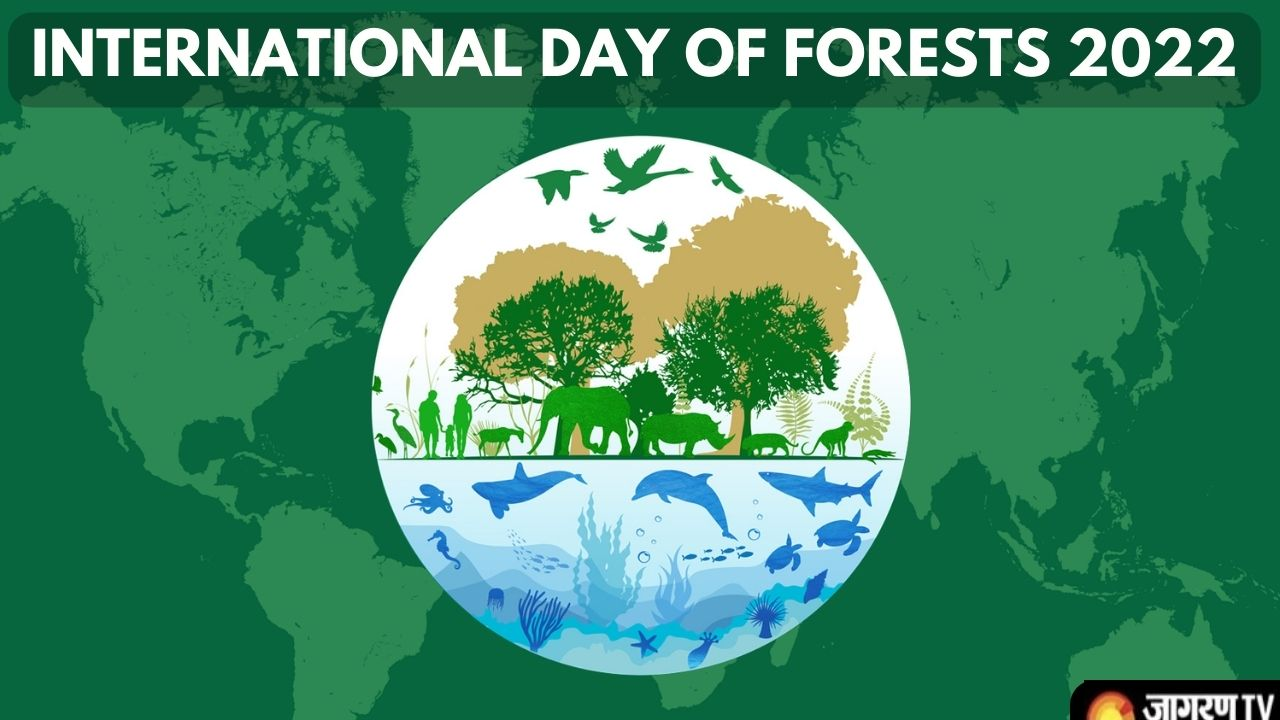 INTERNATIONAL DAY OF FORESTS 2022
जागरण TV